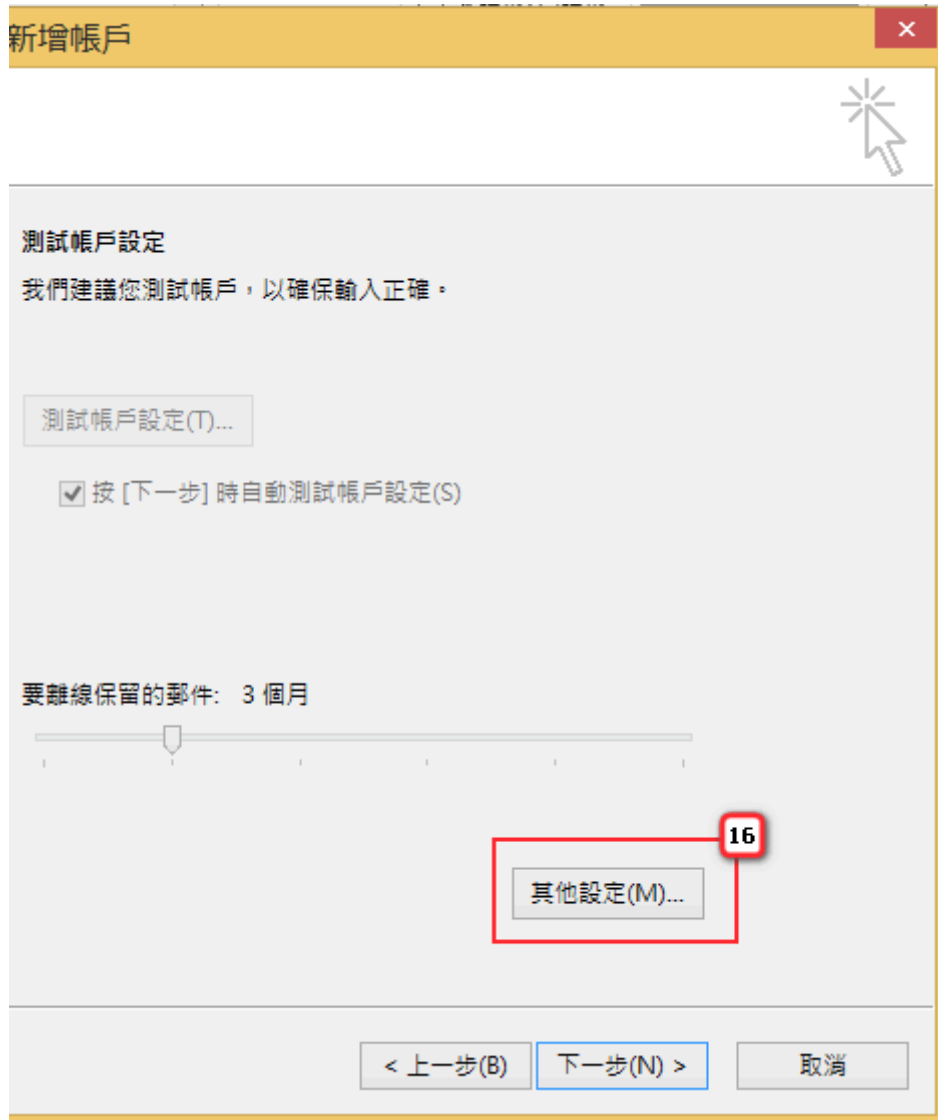 新增帳戶
測試帳戶設定
我們建議您測試帳戶，以確保輸入正確。
測試帳戶設定(T)...
按 [下一步] 時自動測試帳戶設定(S)
要離線保留的郵件: 3 個月
16
其他設定(M)...
< 上一步(B) 下一步(N) > 取消